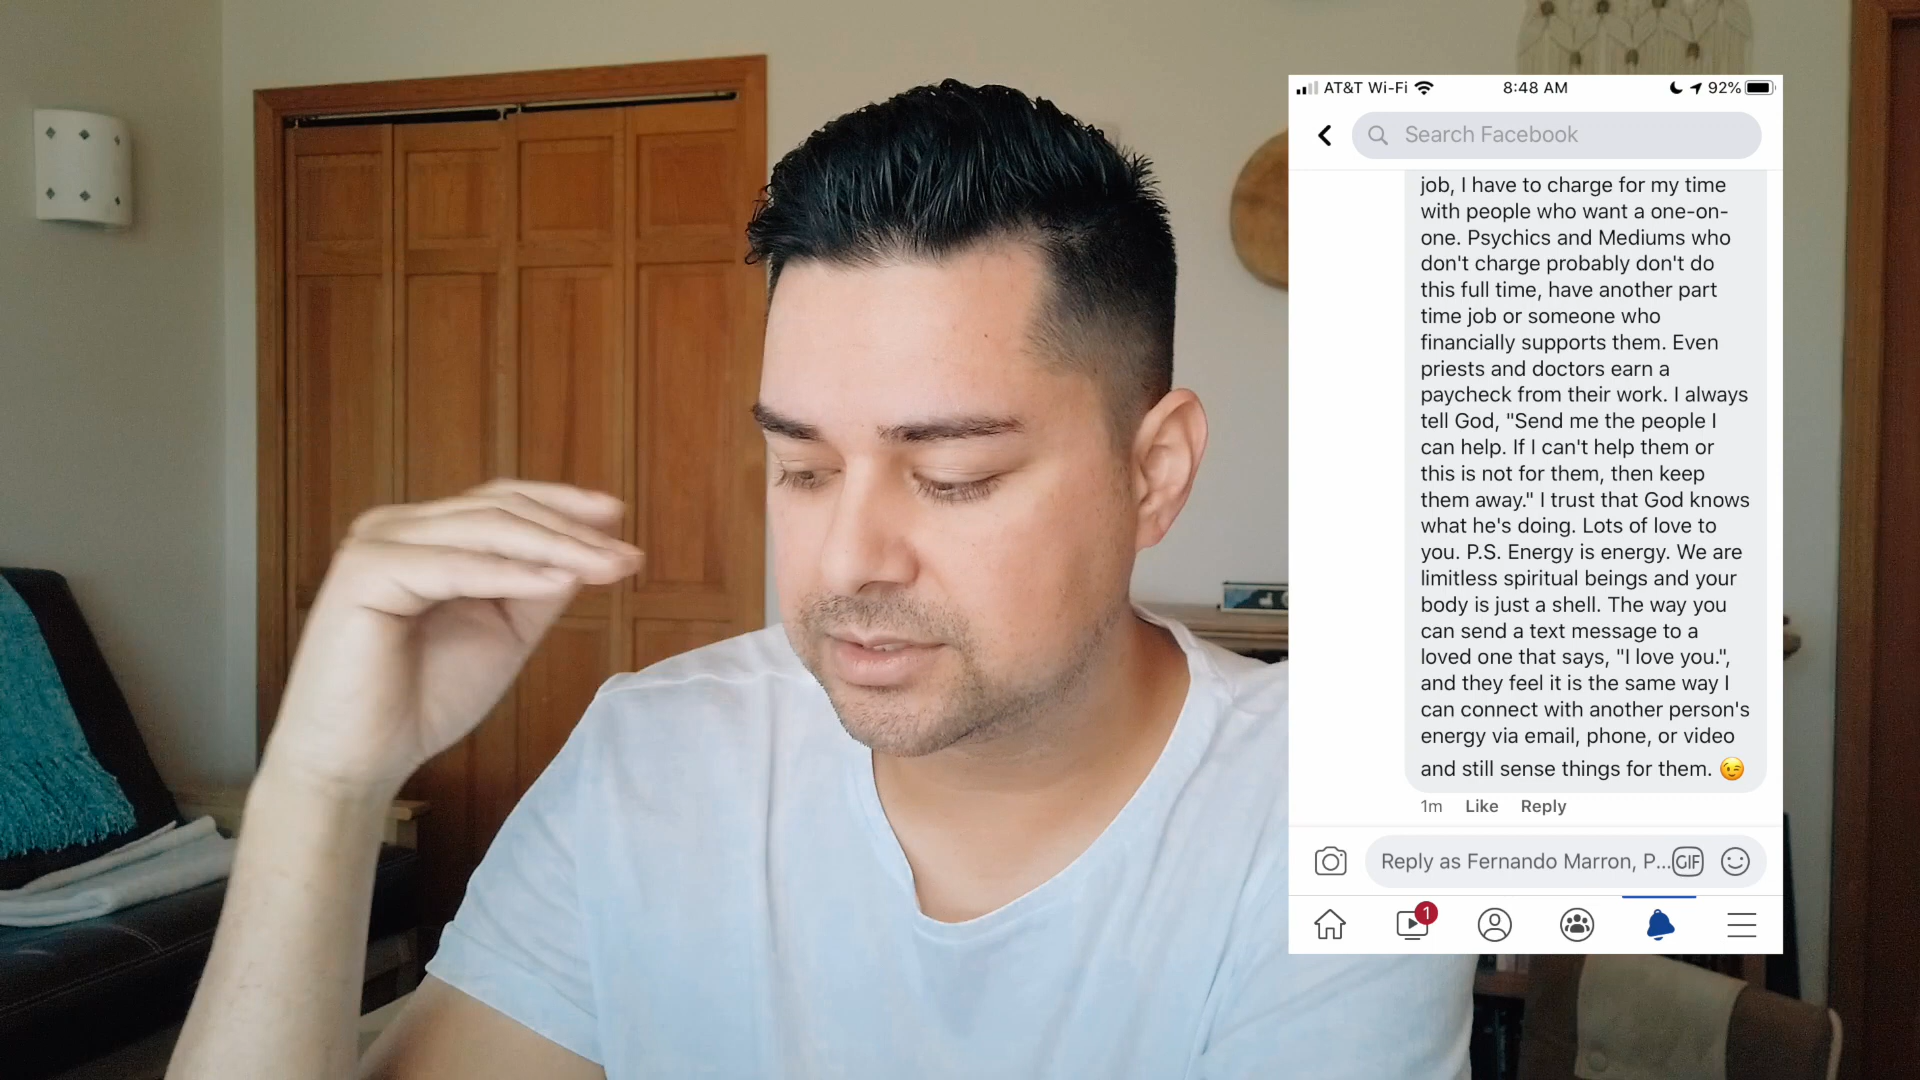 AT&T Wi-Fi 8:48 AM 92%
Search Facebook
job, I have to charge for my time
with people who want a one-on-
one. Psychics and Mediums who
don't charge probably don't do
this full time, have another part
time job or someone who
financially supports them. Even
priests and doctors earn a
paycheck from their work. I always
tell God, "Send me the people I
can help. If I can't help them or
this is not for them, then keep
them away." I trust that God knows
what he's doing. Lots of love to
you. P.S. Energy is energy. We are
limitless spiritual beings and your
body is just a shell. The way you
can send a text message to a
loved one that says, "I love you.",
and they feel it is the same way I
can connect with another person's
energy via email, phone, or video
and still sense things for them. 😉
1m Like Reply
Reply as Fernando Marron, P... GIF
1